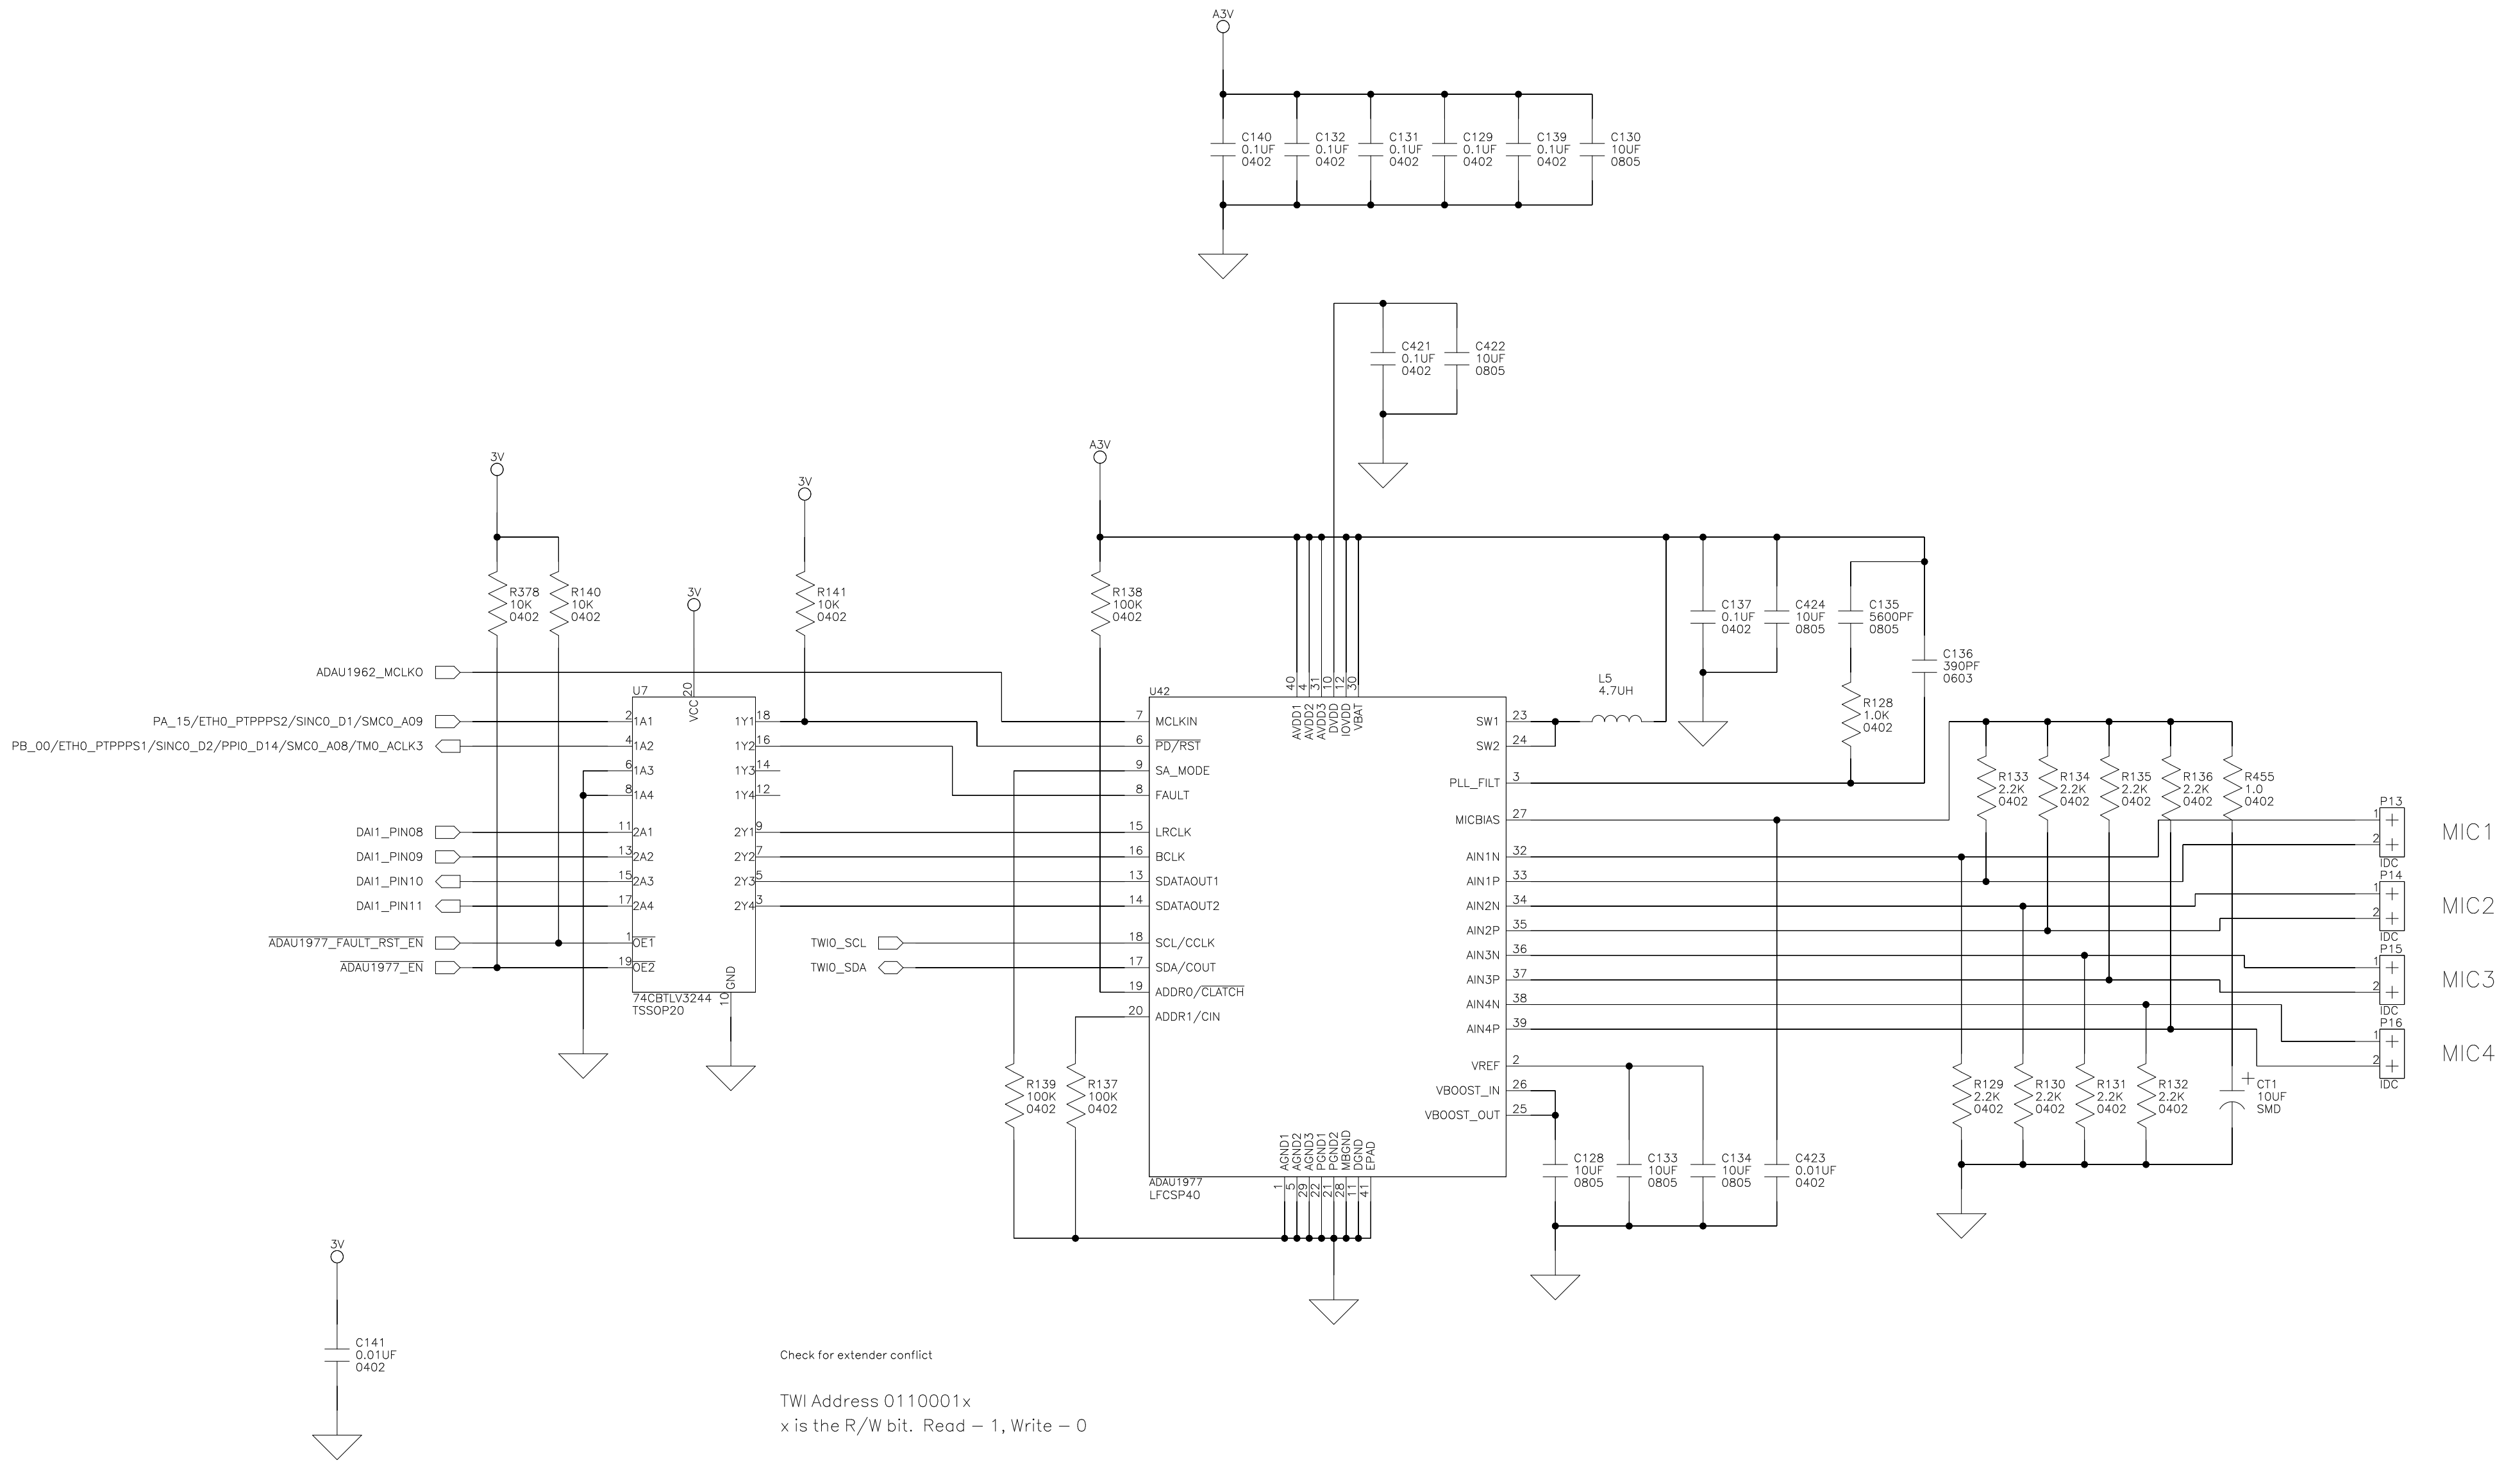 A3V
C140
0.1UF
0402
C132
0.1UF
0402
C131
0.1UF
0402
C129
0.1UF
0402
C139
0.1UF
0402
C130
10UF
0805
C421
0.1UF
0402
C422
10UF
0805
3V
3V
A3V
R378
10K
0402
R140
10K
0402
3V
R141
10K
0402
R138
100K
0402
C137
0.1UF
0402
C424
10UF
0805
C135
5600PF
0805
C136
390PF
0603
R128
1.0K
0402
L5
4.7UH
ADAU1962_MCLKO
PA_15/ETH0_PTPPPS2/SINC0_D1/SMC0_A09
PB_00/ETH0_PTPPPS1/SINC0_D2/PPI0_D14/SMC0_A08/TM0_ACLK3
DAI1_PIN08
DAI1_PIN09
DAI1_PIN10
DAI1_PIN11
ADAU1977_FAULT_RST_EN
ADAU1977_EN
U7
20
VCC
2 1A1 1Y1 18
4 1A2 1Y2 16
6 1A3 1Y3 14
8 1A4 1Y4 12
11 2A1 2Y1 9
13 2A2 2Y2 7
15 2A3 2Y3 5
17 2A4 2Y4 3
1 OE1
19 OE2
GND
10
74CBTLV3244
TSSOP20
TWI0_SCL
TWI0_SDA
U42
40 4 31 10 12 30
AVDD1 AVDD2 AVDD3 DVDD IOVDD VBAT
7 MCLKIN
6 PD/RST
9 SA_MODE
8 FAULT
15 LRCLK
16 BCLK
13 SDATAOUT1
14 SDATAOUT2
18 SCL/CCLK
17 SDA/COUT
19 ADDR0/CLATCH
20 ADDR1/CIN
SW1 23
SW2 24
PLL_FILT 3
MICBIAS 27
AIN1N 32
AIN1P 33
AIN2N 34
AIN2P 35
AIN3N 36
AIN3P 37
AIN4N 38
AIN4P 39
VREF 2
VBOOST_IN 26
VBOOST_OUT 25
AGND1 AGND2 AGND3 PGND1 PGND2 MBGND DGND EPAD
1 5 29 22 21 28 11 41
ADAU1977
LFCSP40
R139
100K
0402
R137
100K
0402
R133
2.2K
0402
R134
2.2K
0402
R135
2.2K
0402
R136
2.2K
0402
R455
1.0
0402
P13
1
2
IDC
MIC1
P14
1
2
IDC
MIC2
P15
1
2
IDC
MIC3
P16
1
2
IDC
MIC4
R129
2.2K
0402
R130
2.2K
0402
R131
2.2K
0402
R132
2.2K
0402
CT1
10UF
SMD
C128
10UF
0805
C133
10UF
0805
C134
10UF
0805
C423
0.01UF
0402
3V
C141
0.01UF
0402
Check for extender conflict
TWI Address 0110001x
x is the R/W bit. Read – 1, Write – 0